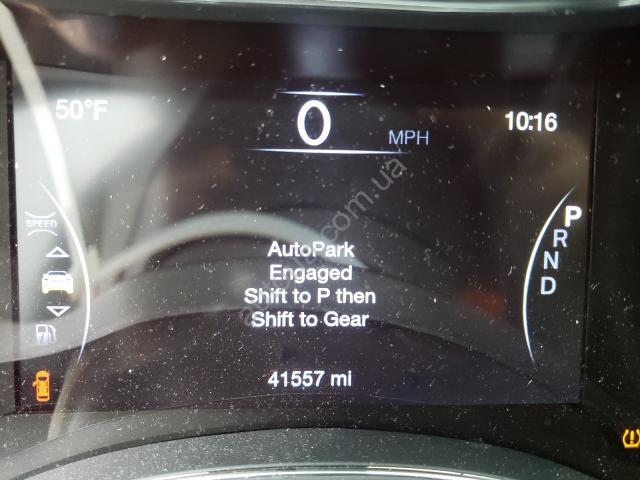 50°F
0 MPH
10:16
SPEED
P
R
N
D
AutoPark
Engaged
Shift to P then
Shift to Gear
41557 mi